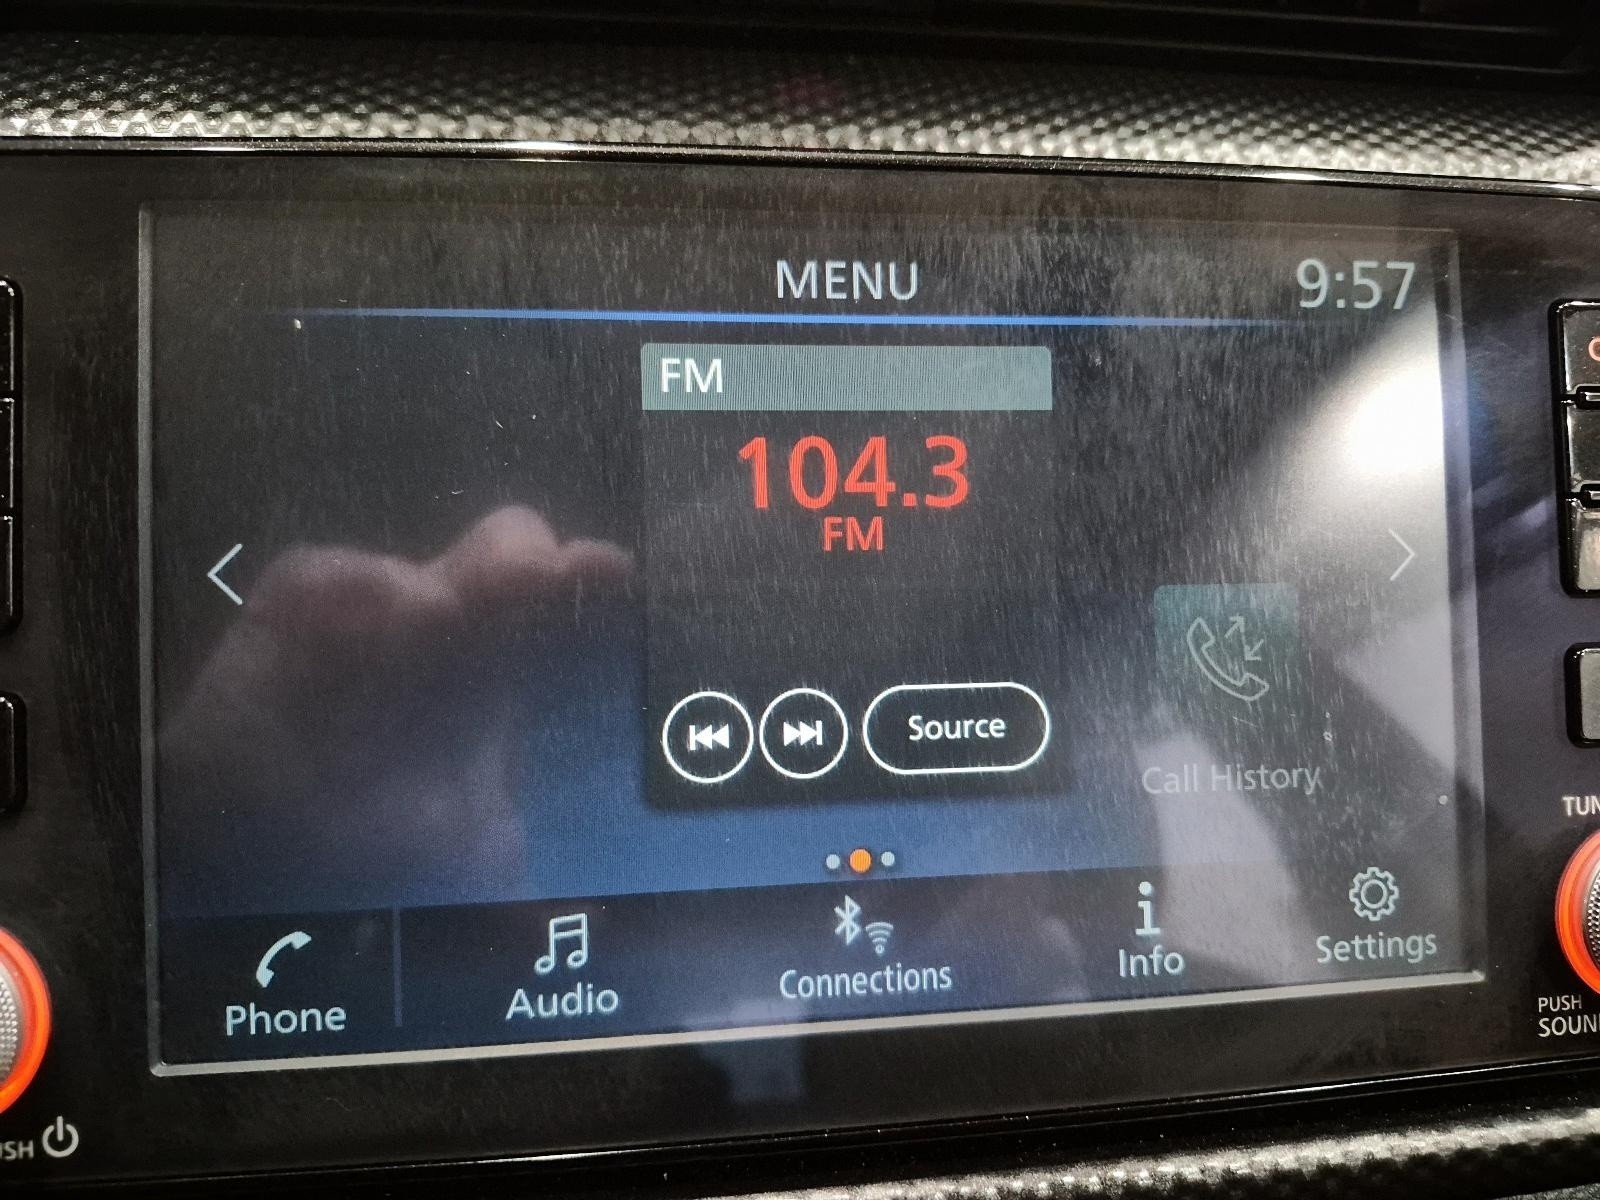 MENU
9:57
FM
104.3
FM
Source
Call History
Phone
Audio
Connections
Info
Settings
PUSH